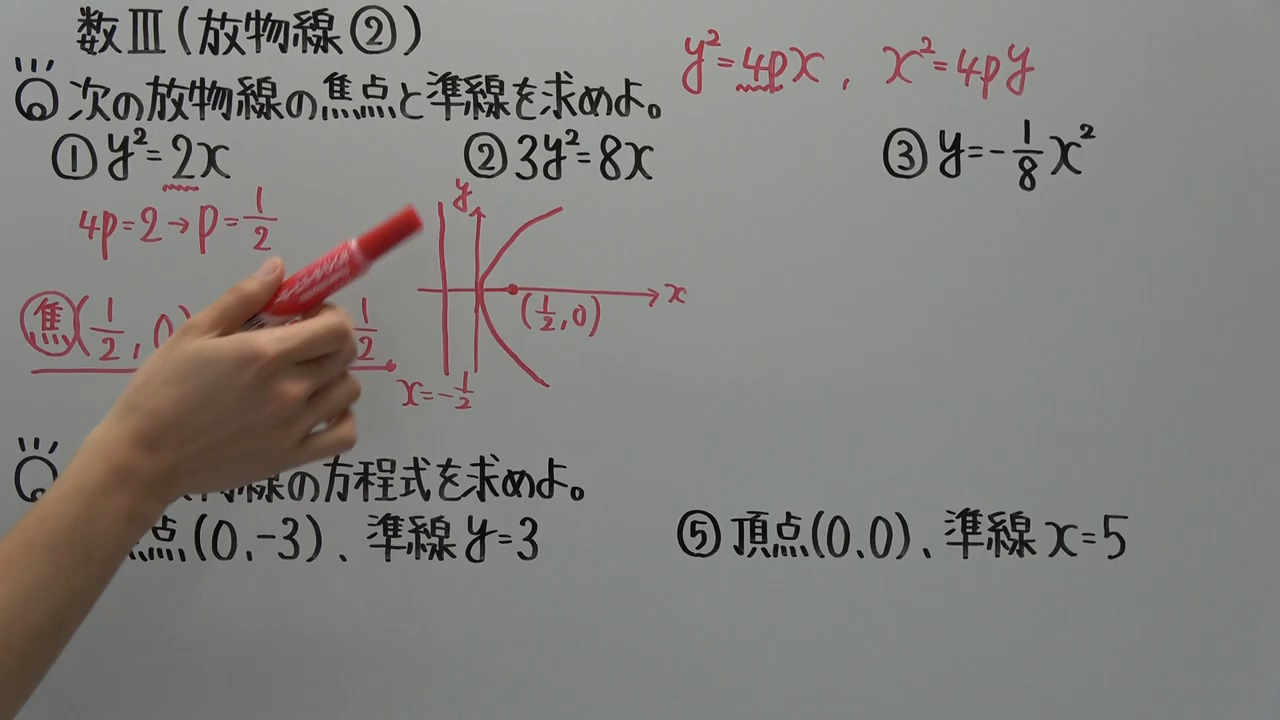 数Ⅲ(放物線②)
y²=4px, x²=4py
Q 次の放物線の焦点と準線を求めよ。
① y²=2x
② 3y²=8x
③ y=-1/8x²
4p=2→p=1/2
焦(1/2, 0)
1/2
y
x
(1/2, 0)
x=-1/2
Q 線の方程式を求めよ。
点(0,-3)、準線y=3
⑤ 頂点(0,0)、準線x=5